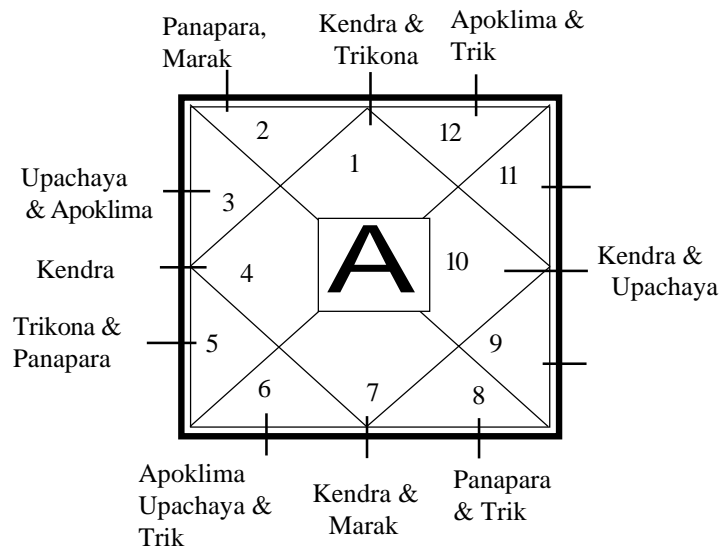 Panapara,
Marak
Kendra &
Trikona
Apoklima &
Trik
2
1
12
11
Upachaya
& Apoklima
3
A
Kendra
4
10
Kendra &
Upachaya
Trikona &
Panapara
5
9
6
7
8
Apoklima
Upachaya &
Trik
Kendra &
Marak
Panapara
& Trik